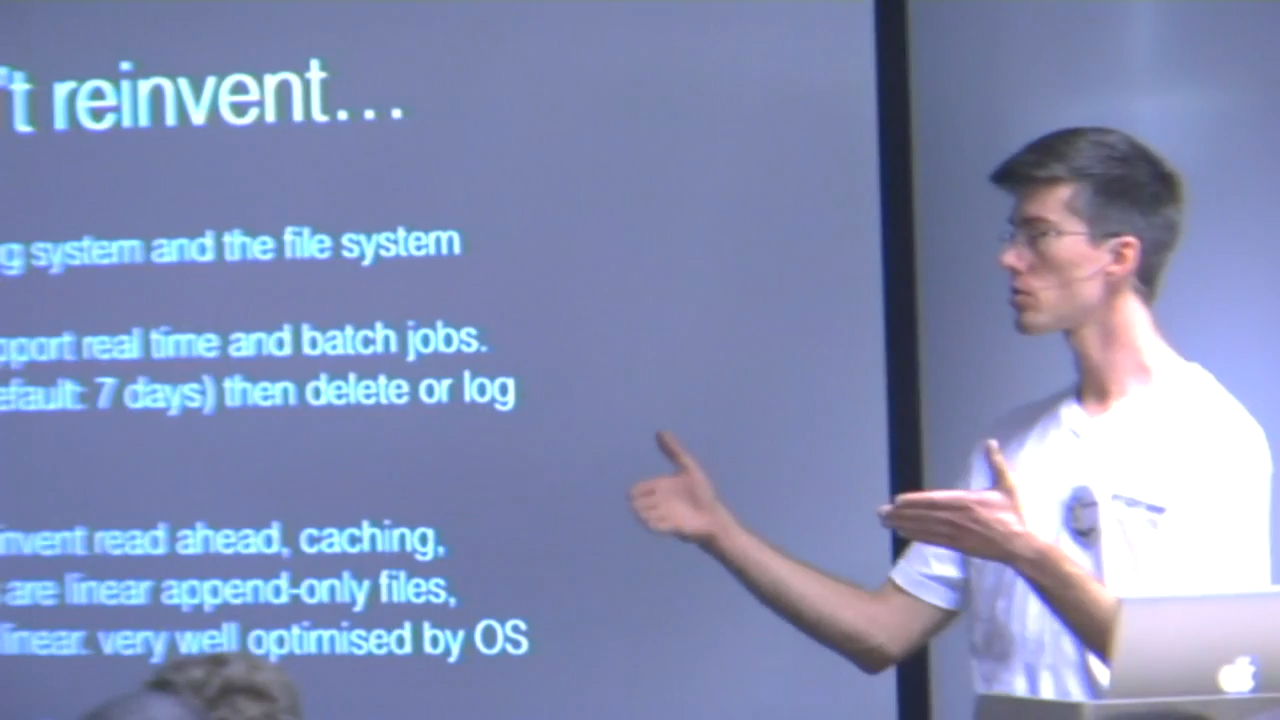 't reinvent...
g system and the file system
pport real time and batch jobs.
efault: 7 days) then delete or log
nvent read ahead, caching,
are linear append-only files,
linear. very well optimised by OS